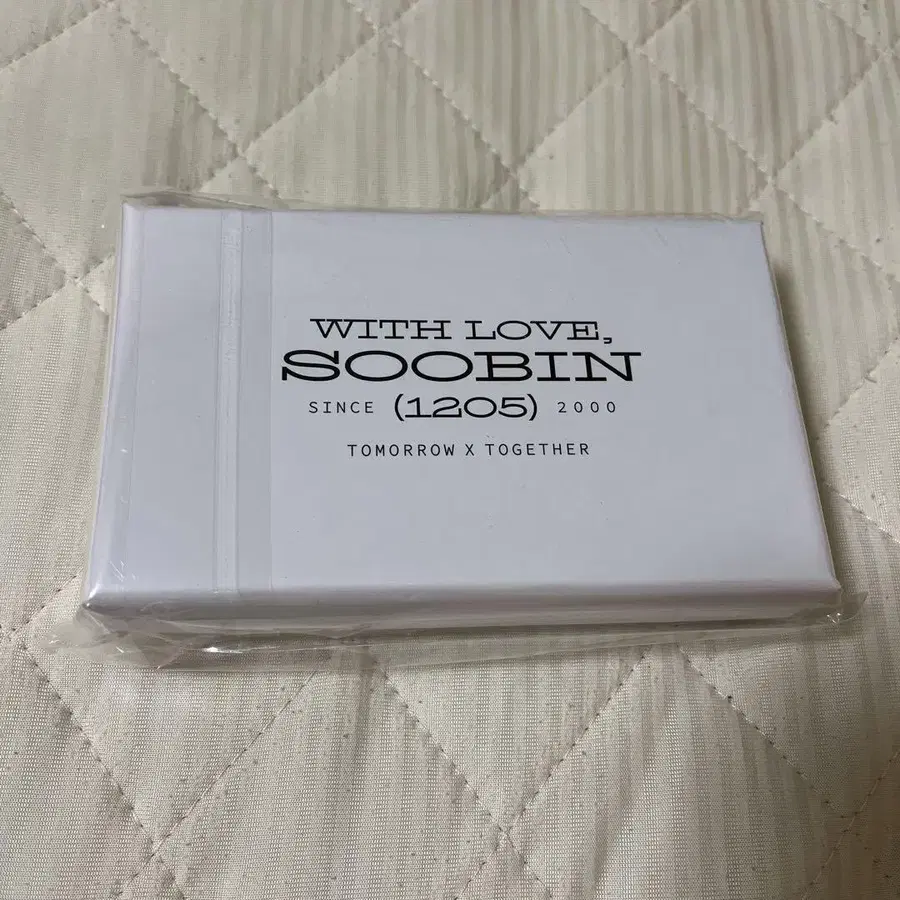 WITH LOVE,
SOOBIN
SINCE (1205) 2000
TOMORROW X TOGETHER